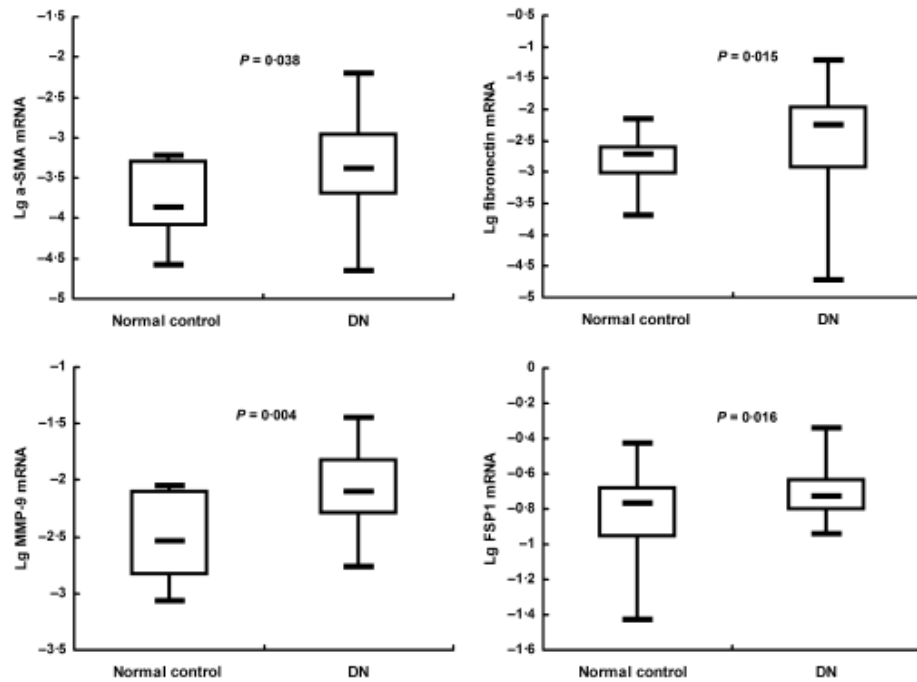 Lg a-SMA mRNA
−1·5
−2
−2·5
−3
−3·5
−4
−4·5
−5
P = 0·038
Normal control DN
Lg fibronectin mRNA
−0·5
−1
−1·5
−2
−2·5
−3
−3·5
−4
−4·5
−5
P = 0·015
Normal control DN
Lg MMP-9 mRNA
−1
−1·5
−2
−2·5
−3
−3·5
P = 0·004
Normal control DN
Lg FSP1 mRNA
0
−0·2
−0·4
−0·6
−0·8
−1
−1·2
−1·4
−1·6
P = 0·016
Normal control DN